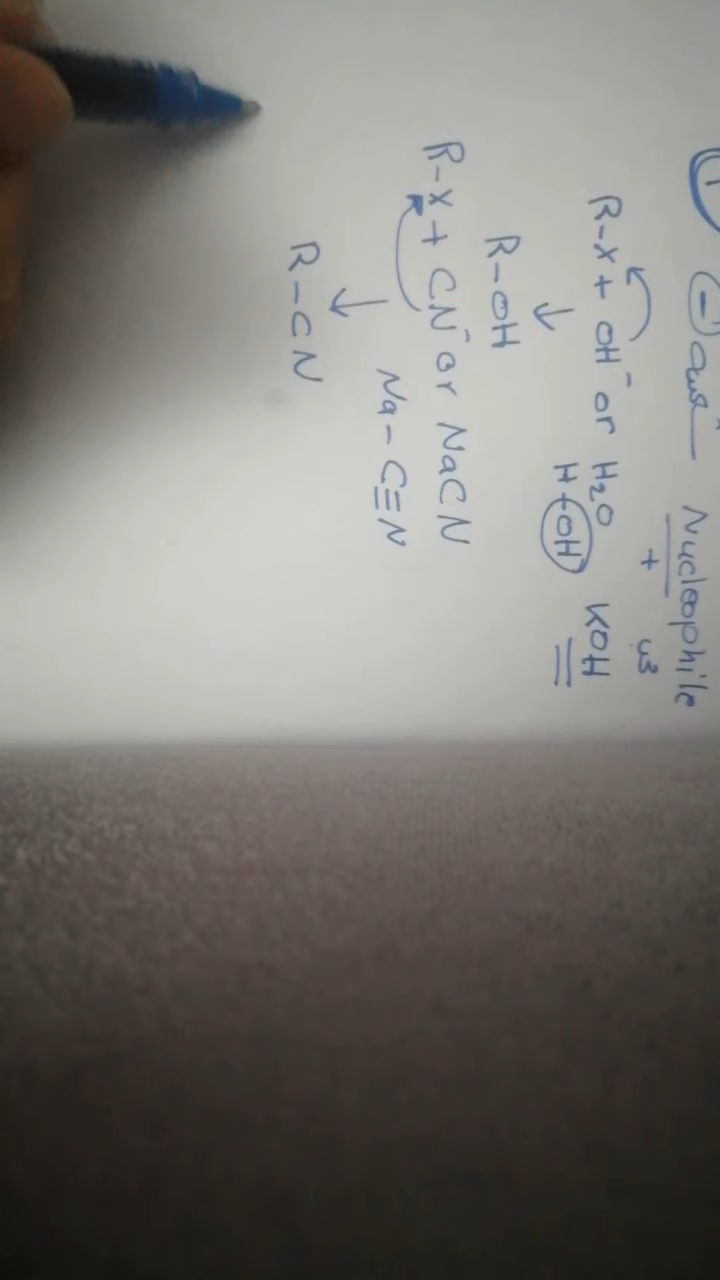 1 (-) Nucleophile
+
R-X + OH⁻ or H₂O KOH
H-OH
↓
R-OH
R-X + CN⁻ or NaCN
Na-C≡N
↓
R-CN